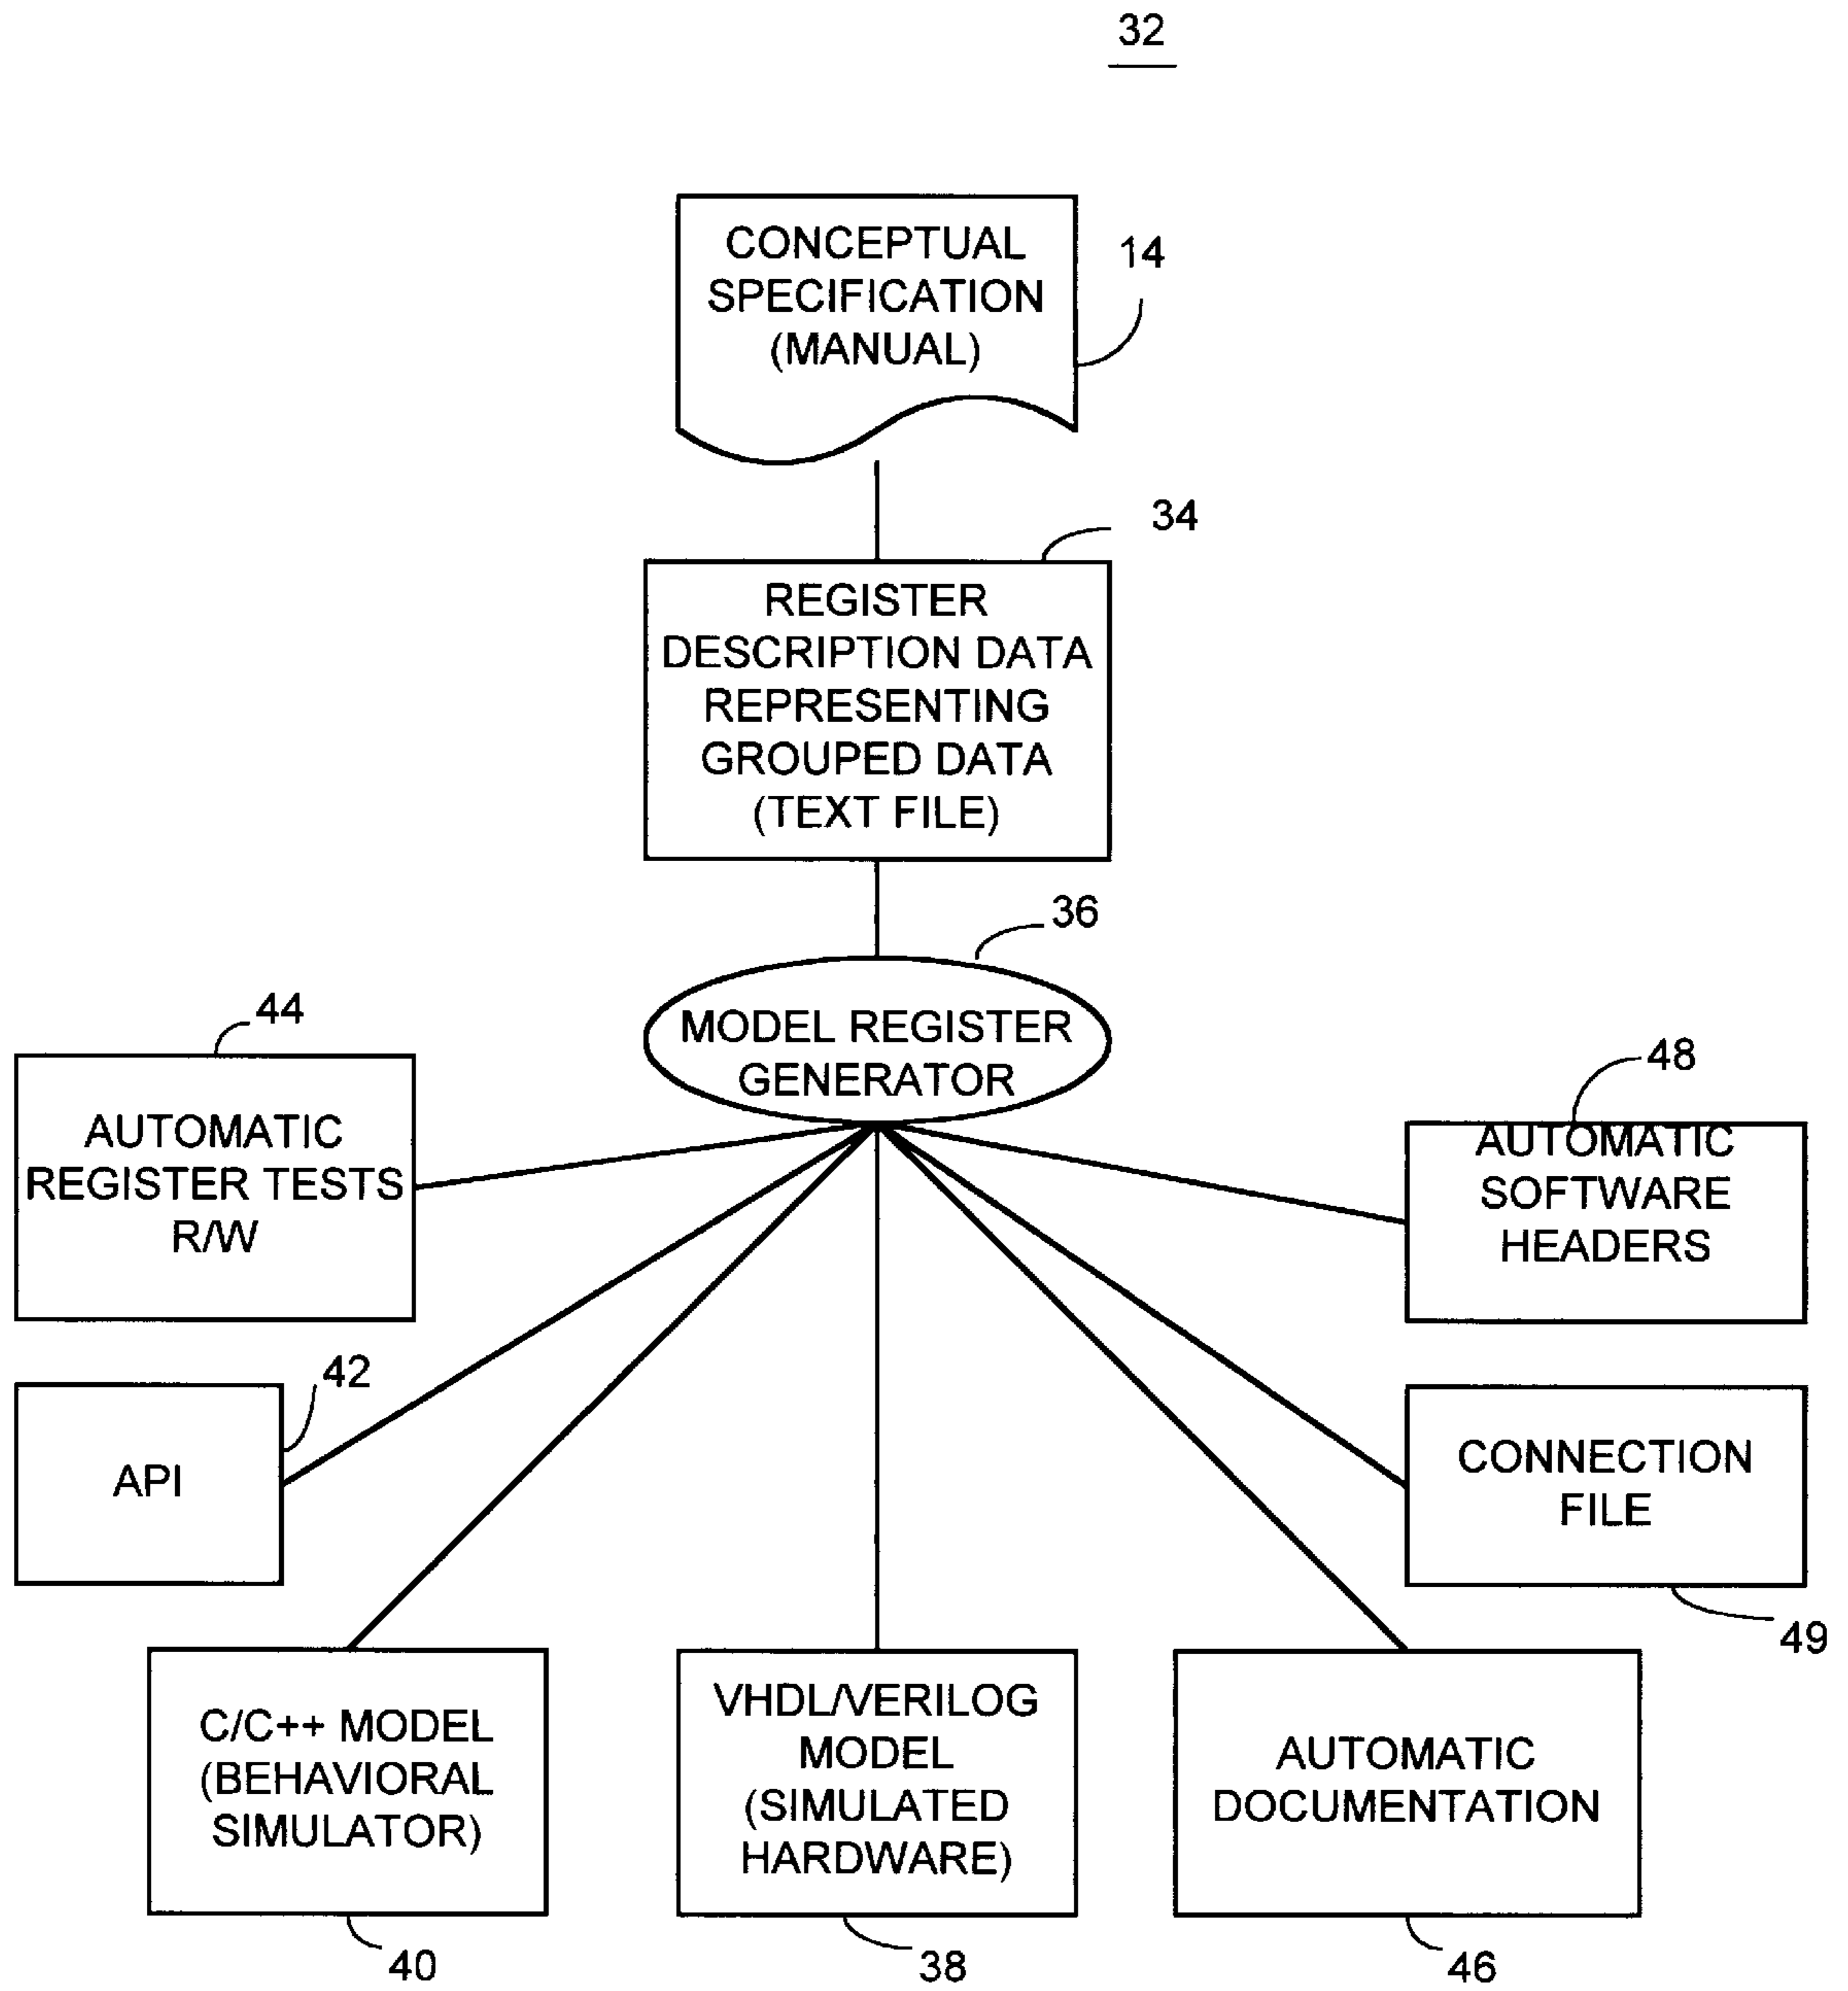 32
CONCEPTUAL
SPECIFICATION
(MANUAL)
14
34
REGISTER
DESCRIPTION DATA
REPRESENTING
GROUPED DATA
(TEXT FILE)
36
MODEL REGISTER
GENERATOR
44
AUTOMATIC
REGISTER TESTS
R/W
48
AUTOMATIC
SOFTWARE
HEADERS
42
API
CONNECTION
FILE
49
C/C++ MODEL
(BEHAVIORAL
SIMULATOR)
40
VHDL/VERILOG
MODEL
(SIMULATED
HARDWARE)
38
AUTOMATIC
DOCUMENTATION
46